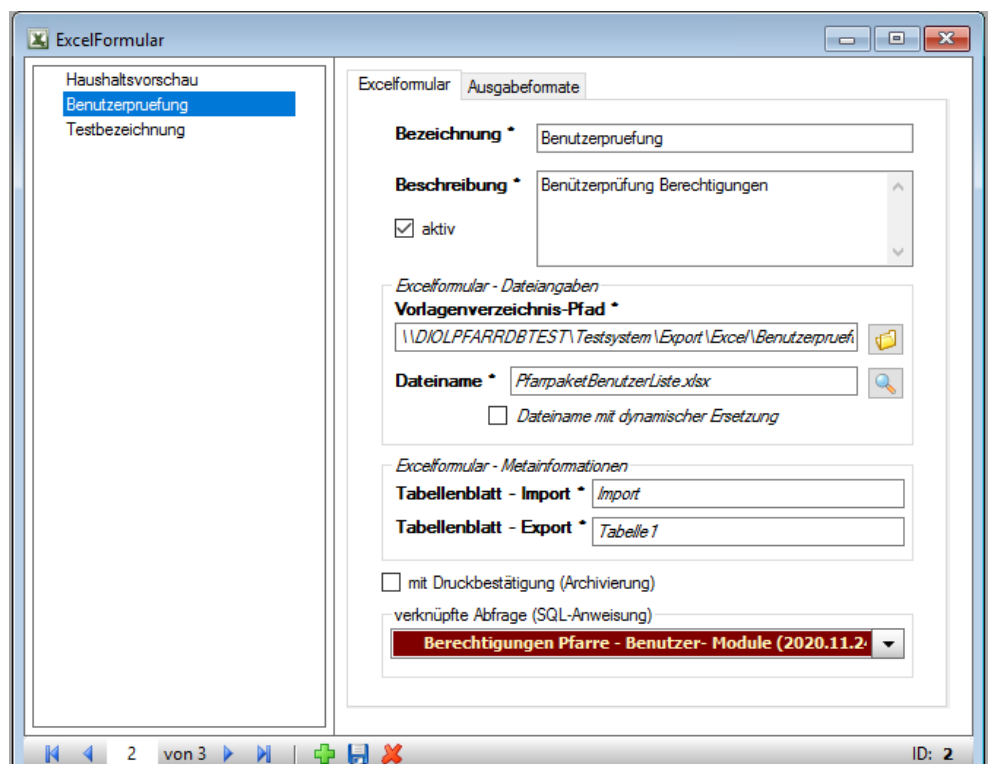 ExcelFormular
Haushaltsvorschau
Benutzerpruefung
Testbezeichnung
Excelformular Ausgabeformate
Bezeichnung * Benutzerpruefung
Beschreibung * Benützerprüfung Berechtigungen
aktiv
Excelformular - Dateiangaben
Vorlagenverzeichnis-Pfad *
\\DIOLPFARRDBTEST\Testsystem\Export\Excel\Benutzerpruef
Dateiname * PfarrpaketBenutzerListe.xlsx
Dateiname mit dynamischer Ersetzung
Excelformular - Metainformationen
Tabellenblatt - Import * Import
Tabellenblatt - Export * Tabelle1
mit Druckbestätigung (Archivierung)
verknüpfte Abfrage (SQL-Anweisung)
Berechtigungen Pfarre - Benutzer- Module (2020.11.2
2 von 3 ID: 2